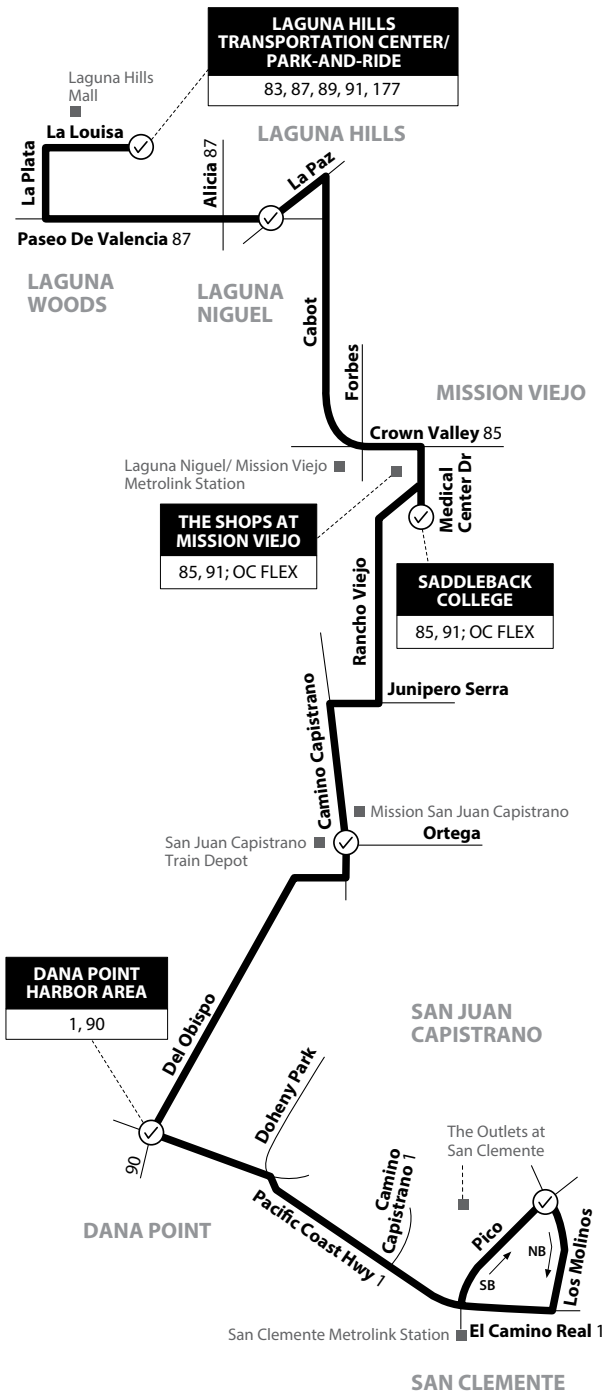 LAGUNA HILLS
TRANSPORTATION CENTER/
PARK-AND-RIDE
83, 87, 89, 91, 177
Laguna Hills
Mall
La Louisa
LAGUNA HILLS
La Plata
Alicia 87
La Paz
Paseo De Valencia 87
LAGUNA
WOODS
LAGUNA
NIGUEL
Cabot
Forbes
MISSION VIEJO
Crown Valley 85
Laguna Niguel/ Mission Viejo
Metrolink Station
Medical
Center Dr
THE SHOPS AT
MISSION VIEJO
85, 91; OC FLEX
SADDLEBACK
COLLEGE
85, 91; OC FLEX
Rancho Viejo
Junipero Serra
Camino Capistrano
Mission San Juan Capistrano
Ortega
San Juan Capistrano
Train Depot
DANA POINT
HARBOR AREA
1, 90
Del Obispo
SAN JUAN
CAPISTRANO
Doheny Park
90
The Outlets at
San Clemente
Camino
Capistrano 1
DANA POINT
Pacific Coast Hwy 1
Pico
NB
SB
Los Molinos
San Clemente Metrolink Station
El Camino Real 1
SAN CLEMENTE